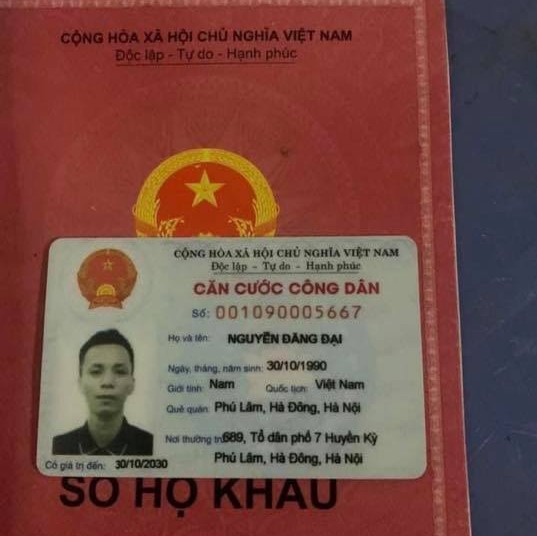 CỘNG HÒA XÃ HỘI CHỦ NGHĨA VIỆT NAM
Độc lập - Tự do - Hạnh phúc
CỘNG HÒA XÃ HỘI CHỦ NGHĨA VIỆT NAM
Độc lập - Tự do - Hạnh phúc
CĂN CƯỚC CÔNG DÂN
Số: 001090005667
Họ và tên: NGUYỄN ĐĂNG ĐẠI
Ngày, tháng, năm sinh: 30/10/1990
Giới tính: Nam Quốc tịch: Việt Nam
Quê quán: Phú Lãm, Hà Đông, Hà Nội
Nơi thường trú: 689, Tổ dân phố 7 Huyền Kỳ
Phú Lãm, Hà Đông, Hà Nội
Có giá trị đến: 30/10/2030
SỔ HỘ KHẨU